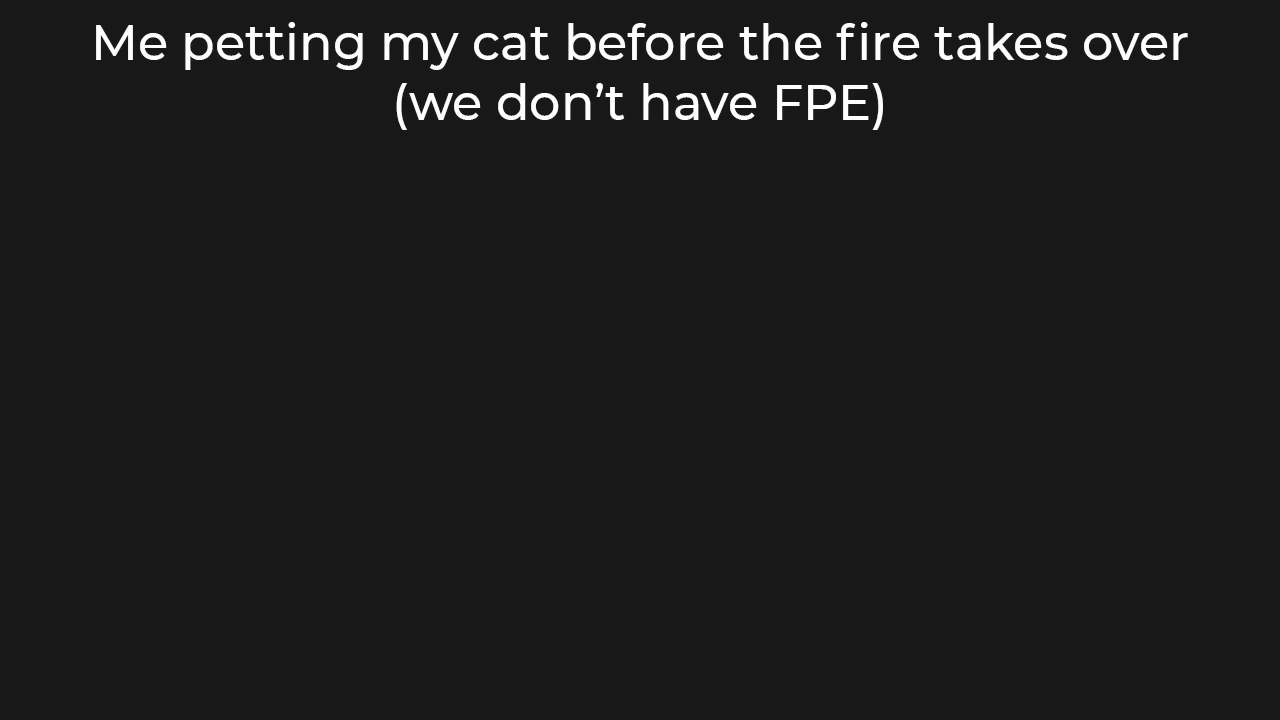 Me petting my cat before the fire takes over
(we don’t have FPE)